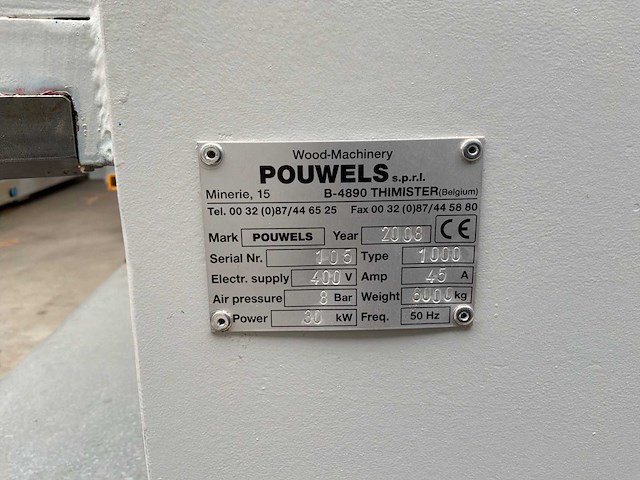 Wood-Machinery
POUWELS s.p.r.l.
Minerie, 15 B-4890 THIMISTER (Belgium)
Tel. 00 32 (0)87/44 65 25 Fax 00 32 (0)87/44 58 80
Mark POUWELS Year 2008 CE
Serial Nr. 105 Type 1000
Electr. supply 400 V Amp 45 A
Air pressure 8 Bar Weight 6000 kg
Power 30 kW Freq. 50 Hz